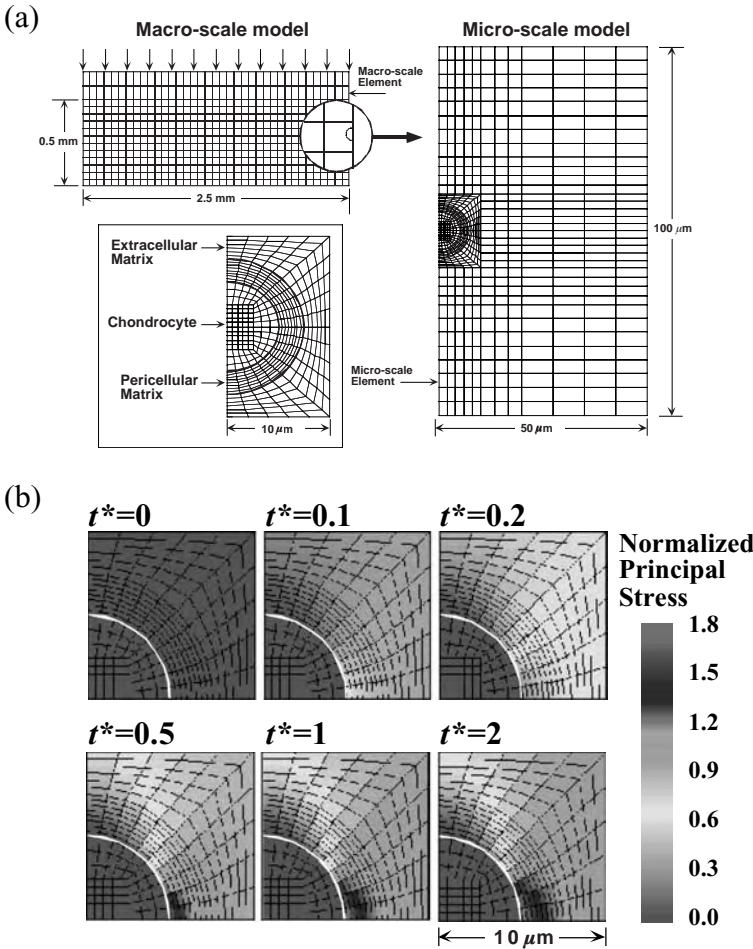 (a)
Macro-scale model
Micro-scale model
Macro-scale
Element
0.5 mm
2.5 mm
100 μm
Extracellular
Matrix
Chondrocyte
Pericellular
Matrix
10 μm
Micro-scale
Element
50 μm
(b)
t*=0
t*=0.1
t*=0.2
Normalized
Principal
Stress
1.8
1.5
1.2
0.9
0.6
0.3
0.0
t*=0.5
t*=1
t*=2
10 μm